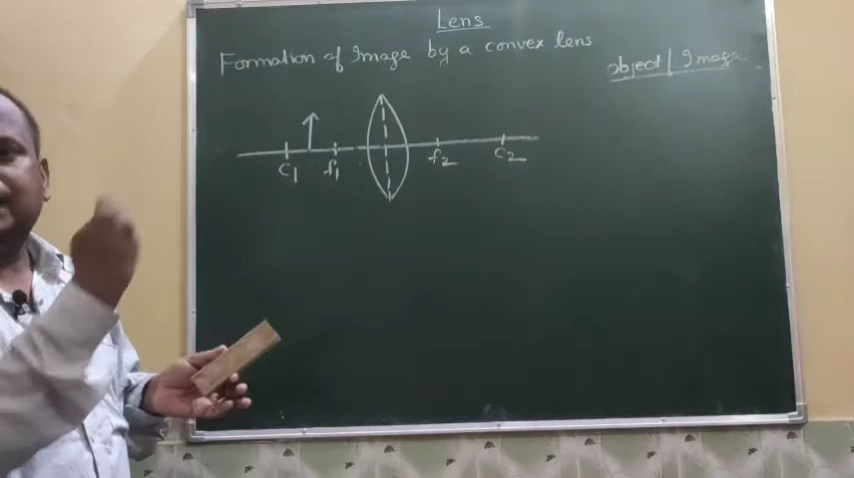 Lens
Formation of Image by a convex lens
object | Image
C1 f1 f2 C2